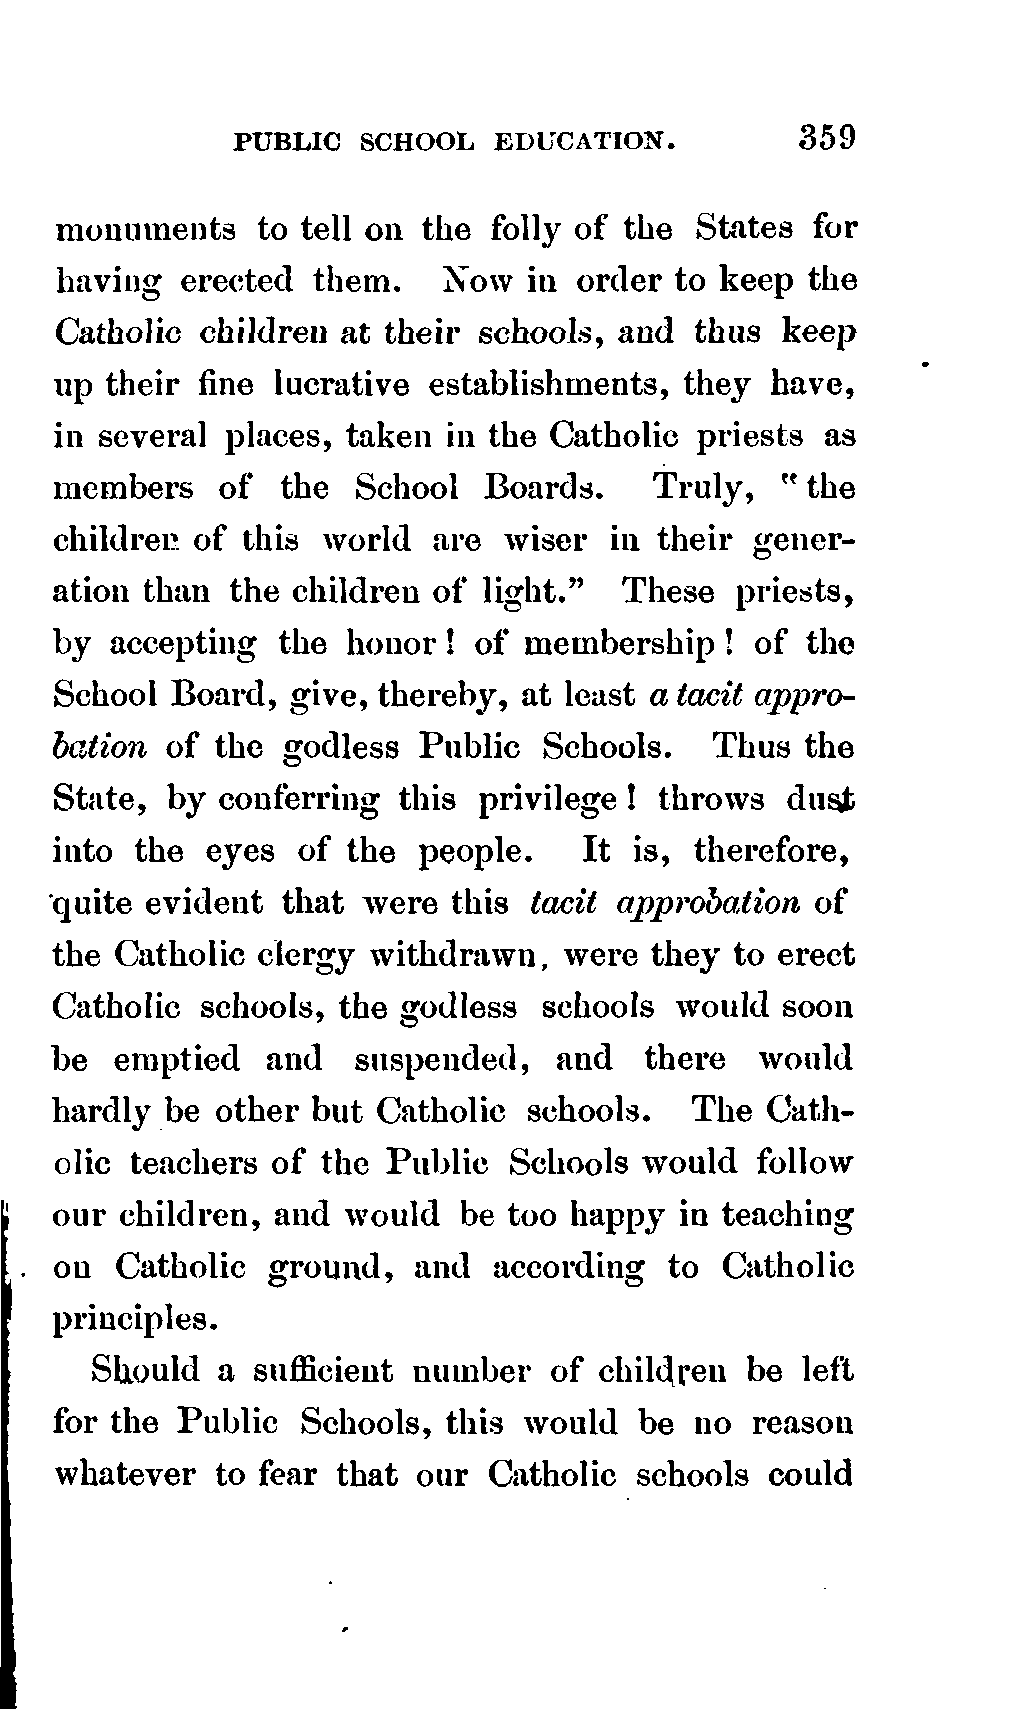 PUBLIC SCHOOL EDUCATION. 359
monuments to tell on the folly of the States for
having erected them. Now in order to keep the
Catholic children at their schools, and thus keep
up their fine lucrative establishments, they have,
in several places, taken in the Catholic priests as
members of the School Boards. Truly, "the
children of this world are wiser in their gener-
ation than the children of light." These priests,
by accepting the honor! of membership! of the
School Board, give, thereby, at least a tacit appro-
bation of the godless Public Schools. Thus the
State, by conferring this privilege! throws dust
into the eyes of the people. It is, therefore,
quite evident that were this tacit approbation of
the Catholic clergy withdrawn, were they to erect
Catholic schools, the godless schools would soon
be emptied and suspended, and there would
hardly be other but Catholic schools. The Cath-
olic teachers of the Public Schools would follow
our children, and would be too happy in teaching
on Catholic ground, and according to Catholic
principles.
Should a sufficient number of children be left
for the Public Schools, this would be no reason
whatever to fear that our Catholic schools could